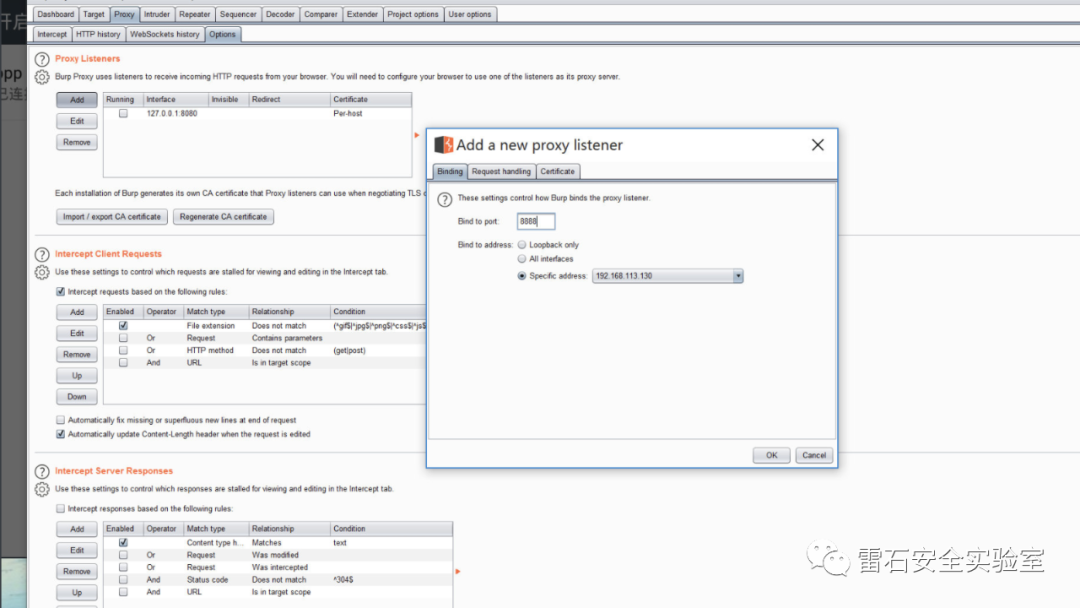 Dashboard Target Proxy Intruder Repeater Sequencer Decoder Comparer Extender Project options User options
Intercept HTTP history WebSockets history Options
Proxy Listeners
Burp Proxy uses listeners to receive incoming HTTP requests from your browser. You will need to configure your browser to use one of the listeners as its proxy server.
Add Running Interface Invisible Redirect Certificate
127.0.0.1:8080 Per-host
Edit
Remove
Each installation of Burp generates its own CA certificate that Proxy listeners can use when negotiating TLS
Import / export CA certificate Regenerate CA certificate
Add a new proxy listener
Binding Request handling Certificate
These settings control how Burp binds the proxy listener.
Bind to port: 8888
Bind to address: Loopback only
All interfaces
Specific address: 192.168.113.130
OK Cancel
Intercept Client Requests
Use these settings to control which requests are stalled for viewing and editing in the Intercept tab.
Intercept requests based on the following rules:
Add Enabled Operator Match type Relationship Condition
File extension Does not match (^gif$|^jpg$|^png$|^css$|^js$
Edit Or Request Contains parameters
Remove Or HTTP method Does not match (get|post)
And URL Is in target scope
Up
Down
Automatically fix missing or superfluous new lines at end of request
Automatically update Content-Length header when the request is edited
Intercept Server Responses
Use these settings to control which responses are stalled for viewing and editing in the Intercept tab.
Intercept responses based on the following rules:
Add Enabled Operator Match type Relationship Condition
Content type h... Matches text
Edit Or Request Was modified
Remove Or Request Was intercepted
And Status code Does not match ^304$
Up And URL Is in target scope
开启
pp
已连
雷石安全实验室